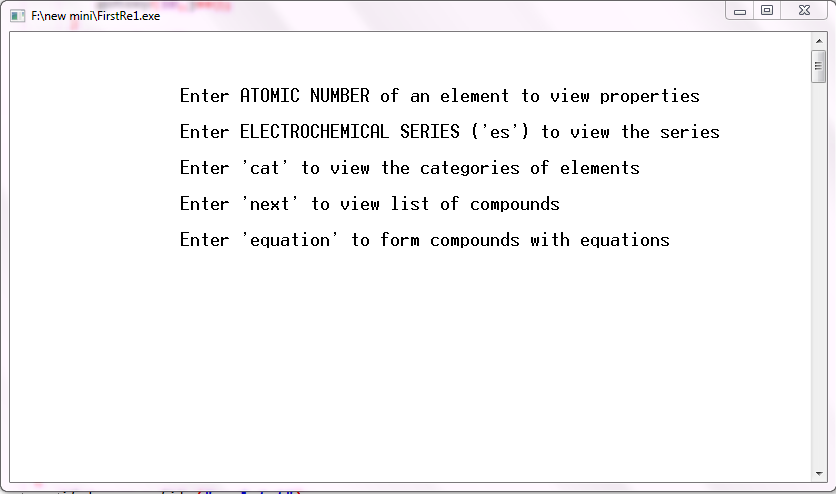 F:\new mini\FirstRe1.exe
Enter ATOMIC NUMBER of an element to view properties
Enter ELECTROCHEMICAL SERIES ('es') to view the series
Enter 'cat' to view the categories of elements
Enter 'next' to view list of compounds
Enter 'equation' to form compounds with equations